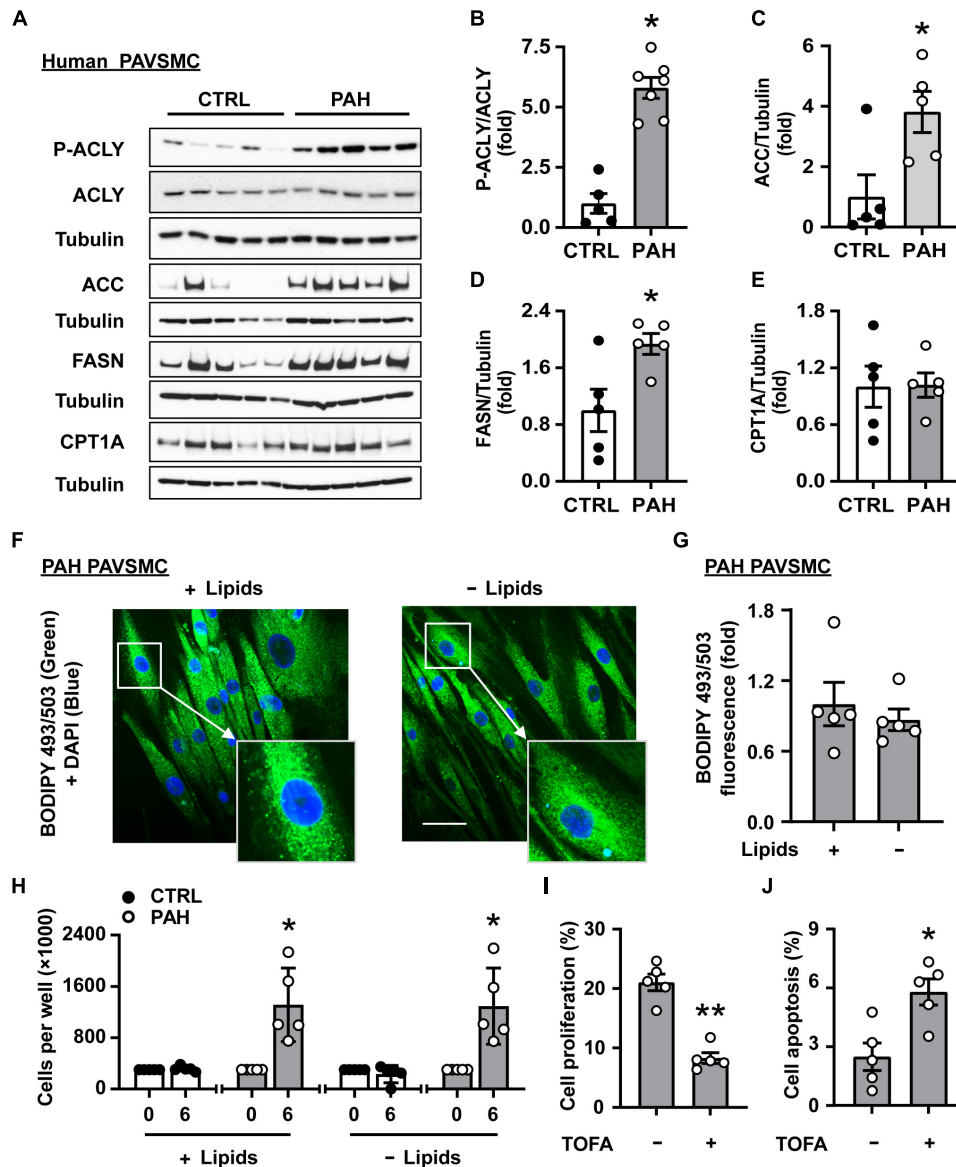 A
Human PAVSMC
CTRL PAH
P-ACLY
ACLY
Tubulin
ACC
Tubulin
FASN
Tubulin
CPT1A
Tubulin
B
P-ACLY/ACLY
(fold)
7.5
5.0
2.5
0.0
*
CTRL PAH
C
ACC/Tubulin
(fold)
6
4
2
0
*
CTRL PAH
D
FASN/Tubulin
(fold)
2.4
1.6
0.8
0.0
*
CTRL PAH
E
CPT1A/Tubulin
(fold)
1.8
1.2
0.6
0.0
CTRL PAH
F
PAH PAVSMC
+ Lipids
− Lipids
BODIPY 493/503 (Green)
+ DAPI (Blue)
G
PAH PAVSMC
BODIPY 493/503
fluorescence (fold)
1.8
1.2
0.6
0.0
Lipids + −
H
CTRL
PAH
Cells per well (×1000)
2400
1600
800
0
* *
0 6 0 6 0 6 0 6
+ Lipids − Lipids
I
Cell proliferation (%)
30
20
10
0
**
TOFA − +
J
Cell apoptosis (%)
9
6
3
0
*
TOFA − +